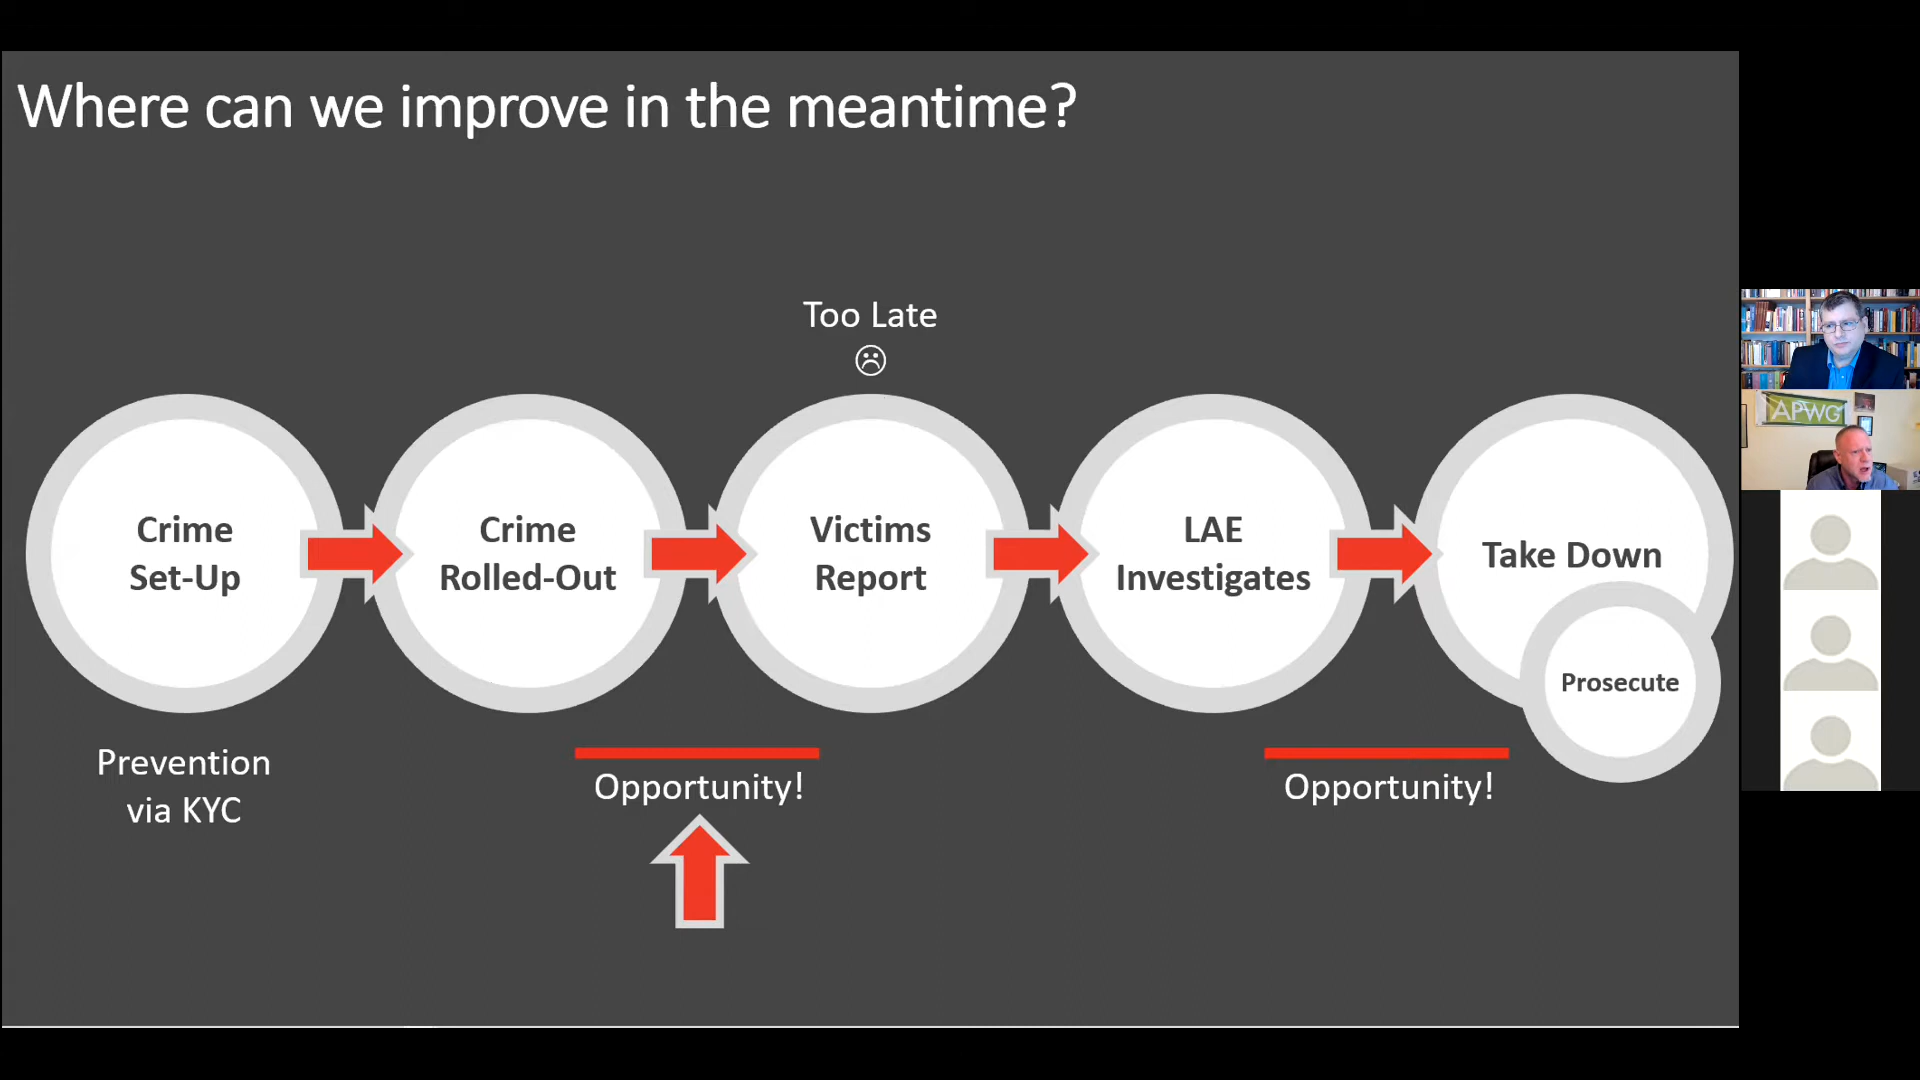 Where can we improve in the meantime?
Too Late
☹
Crime
Set-Up
Crime
Rolled-Out
Victims
Report
LAE
Investigates
Take Down
Prosecute
Prevention
via KYC
Opportunity!
Opportunity!
APWG